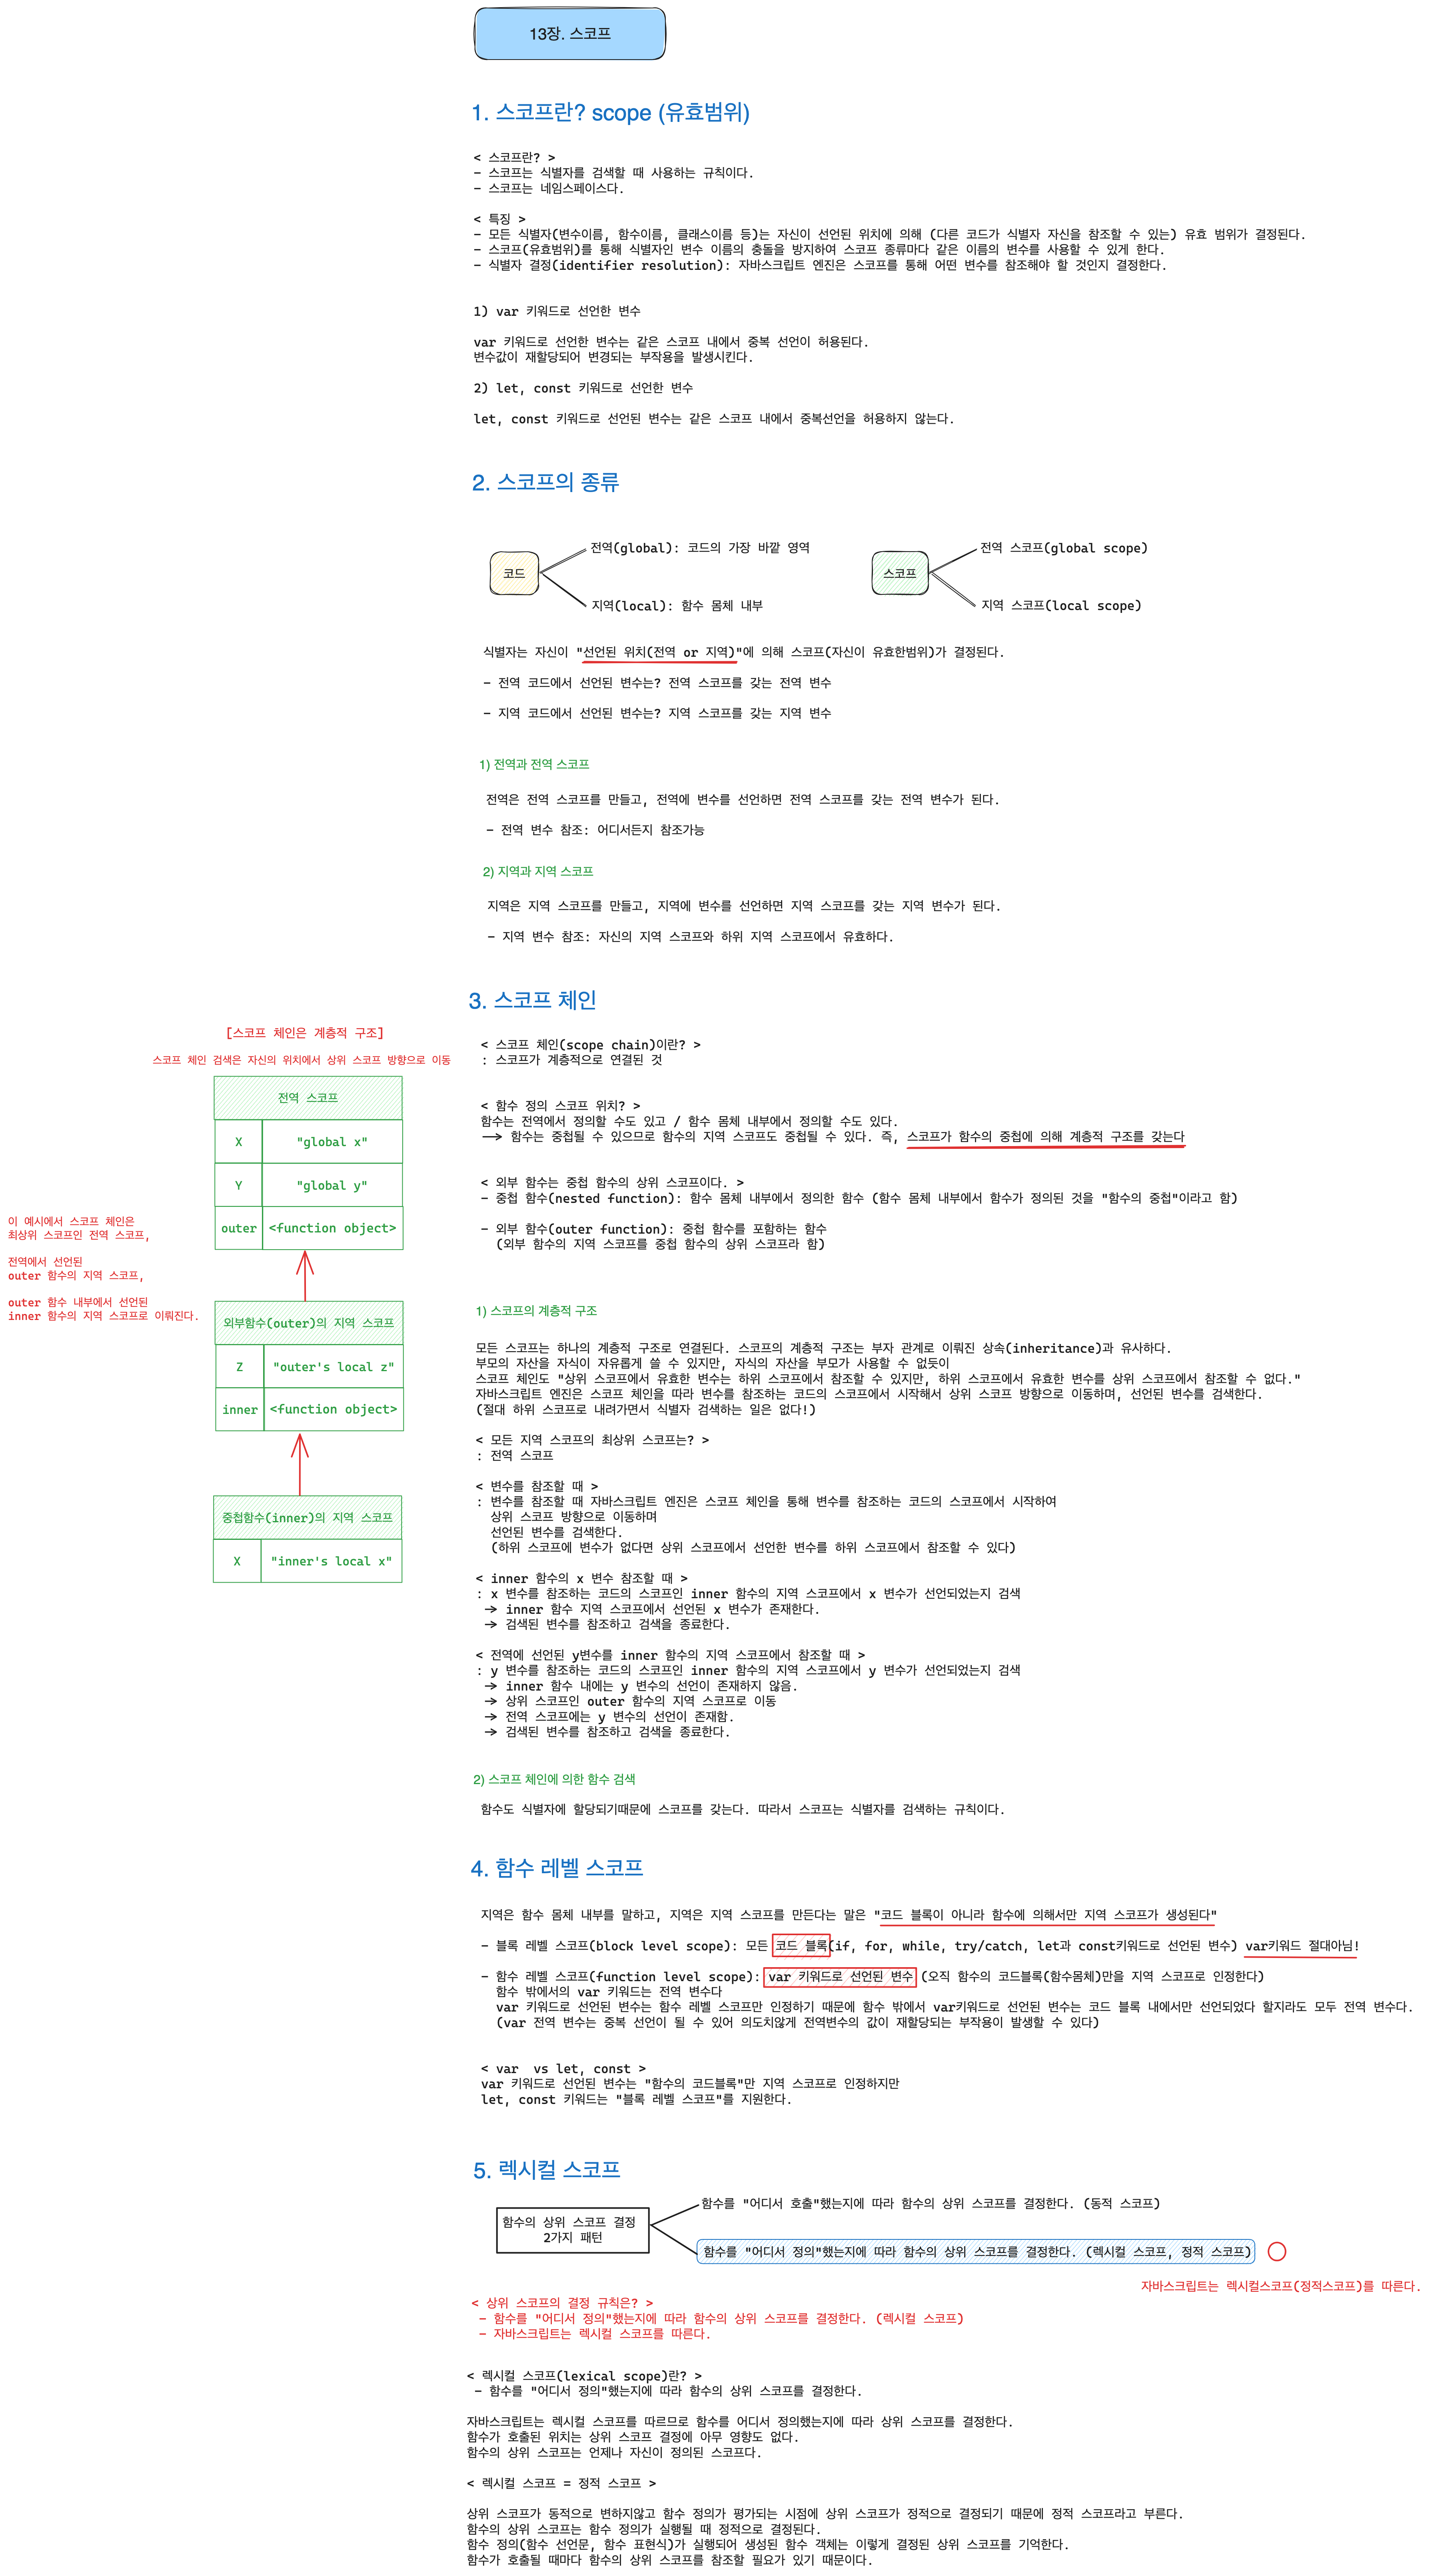 13장. 스코프
1. 스코프란? scope (유효범위)
< 스코프란? >
- 스코프는 식별자를 검색할 때 사용하는 규칙이다.
- 스코프는 네임스페이스다.
< 특징 >
- 모든 식별자(변수이름, 함수이름, 클래스이름 등)는 자신이 선언된 위치에 의해 (다른 코드가 식별자 자신을 참조할 수 있는) 유효 범위가 결정된다.
- 스코프(유효범위)를 통해 식별자인 변수 이름의 충돌을 방지하여 스코프 종류마다 같은 이름의 변수를 사용할 수 있게 한다.
- 식별자 결정(identifier resolution): 자바스크립트 엔진은 스코프를 통해 어떤 변수를 참조해야 할 것인지 결정한다.
1) var 키워드로 선언한 변수
var 키워드로 선언한 변수는 같은 스코프 내에서 중복 선언이 허용된다.
변수값이 재할당되어 변경되는 부작용을 발생시킨다.
2) let, const 키워드로 선언한 변수
let, const 키워드로 선언된 변수는 같은 스코프 내에서 중복선언을 허용하지 않는다.
2. 스코프의 종류
코드
전역(global): 코드의 가장 바깥 영역
지역(local): 함수 몸체 내부
스코프
전역 스코프(global scope)
지역 스코프(local scope)
식별자는 자신이 "선언된 위치(전역 or 지역)"에 의해 스코프(자신이 유효한범위)가 결정된다.
- 전역 코드에서 선언된 변수는? 전역 스코프를 갖는 전역 변수
- 지역 코드에서 선언된 변수는? 지역 스코프를 갖는 지역 변수
1) 전역과 전역 스코프
전역은 전역 스코프를 만들고, 전역에 변수를 선언하면 전역 스코프를 갖는 전역 변수가 된다.
- 전역 변수 참조: 어디서든지 참조가능
2) 지역과 지역 스코프
지역은 지역 스코프를 만들고, 지역에 변수를 선언하면 지역 스코프를 갖는 지역 변수가 된다.
- 지역 변수 참조: 자신의 지역 스코프와 하위 지역 스코프에서 유효하다.
3. 스코프 체인
[스코프 체인은 계층적 구조]
스코프 체인 검색은 자신의 위치에서 상위 스코프 방향으로 이동
전역 스코프
X "global x"
Y "global y"
outer <function object>
이 예시에서 스코프 체인은
최상위 스코프인 전역 스코프,
전역에서 선언된
outer 함수의 지역 스코프,
outer 함수 내부에서 선언된
inner 함수의 지역 스코프로 이뤄진다.
외부함수(outer)의 지역 스코프
Z "outer's local z"
inner <function object>
중첩함수(inner)의 지역 스코프
X "inner's local x"
< 스코프 체인(scope chain)이란? >
: 스코프가 계층적으로 연결된 것
< 함수 정의 스코프 위치? >
함수는 전역에서 정의할 수도 있고 / 함수 몸체 내부에서 정의할 수도 있다.
—> 함수는 중첩될 수 있으므로 함수의 지역 스코프도 중첩될 수 있다. 즉, 스코프가 함수의 중첩에 의해 계층적 구조를 갖는다
< 외부 함수는 중첩 함수의 상위 스코프이다. >
- 중첩 함수(nested function): 함수 몸체 내부에서 정의한 함수 (함수 몸체 내부에서 함수가 정의된 것을 "함수의 중첩"이라고 함)
- 외부 함수(outer function): 중첩 함수를 포함하는 함수
(외부 함수의 지역 스코프를 중첩 함수의 상위 스코프라 함)
1) 스코프의 계층적 구조
모든 스코프는 하나의 계층적 구조로 연결된다. 스코프의 계층적 구조는 부자 관계로 이뤄진 상속(inheritance)과 유사하다.
부모의 자산을 자식이 자유롭게 쓸 수 있지만, 자식의 자산을 부모가 사용할 수 없듯이
스코프 체인도 "상위 스코프에서 유효한 변수는 하위 스코프에서 참조할 수 있지만, 하위 스코프에서 유효한 변수를 상위 스코프에서 참조할 수 없다."
자바스크립트 엔진은 스코프 체인을 따라 변수를 참조하는 코드의 스코프에서 시작해서 상위 스코프 방향으로 이동하며, 선언된 변수를 검색한다.
(절대 하위 스코프로 내려가면서 식별자 검색하는 일은 없다!)
< 모든 지역 스코프의 최상위 스코프는? >
: 전역 스코프
< 변수를 참조할 때 >
: 변수를 참조할 때 자바스크립트 엔진은 스코프 체인을 통해 변수를 참조하는 코드의 스코프에서 시작하여
상위 스코프 방향으로 이동하며
선언된 변수를 검색한다.
(하위 스코프에 변수가 없다면 상위 스코프에서 선언한 변수를 하위 스코프에서 참조할 수 있다)
< inner 함수의 x 변수 참조할 때 >
: x 변수를 참조하는 코드의 스코프인 inner 함수의 지역 스코프에서 x 변수가 선언되었는지 검색
-> inner 함수 지역 스코프에서 선언된 x 변수가 존재한다.
-> 검색된 변수를 참조하고 검색을 종료한다.
< 전역에 선언된 y변수를 inner 함수의 지역 스코프에서 참조할 때 >
: y 변수를 참조하는 코드의 스코프인 inner 함수의 지역 스코프에서 y 변수가 선언되었는지 검색
-> inner 함수 내에는 y 변수의 선언이 존재하지 않음.
-> 상위 스코프인 outer 함수의 지역 스코프로 이동
-> 전역 스코프에는 y 변수의 선언이 존재함.
-> 검색된 변수를 참조하고 검색을 종료한다.
2) 스코프 체인에 의한 함수 검색
함수도 식별자에 할당되기때문에 스코프를 갖는다. 따라서 스코프는 식별자를 검색하는 규칙이다.
4. 함수 레벨 스코프
지역은 함수 몸체 내부를 말하고, 지역은 지역 스코프를 만든다는 말은 "코드 블록이 아니라 함수에 의해서만 지역 스코프가 생성된다"
- 블록 레벨 스코프(block level scope): 모든 코드 블록(if, for, while, try/catch, let과 const키워드로 선언된 변수) var키워드 절대아님!
- 함수 레벨 스코프(function level scope): var 키워드로 선언된 변수 (오직 함수의 코드블록(함수몸체)만을 지역 스코프로 인정한다)
함수 밖에서의 var 키워드는 전역 변수다
var 키워드로 선언된 변수는 함수 레벨 스코프만 인정하기 때문에 함수 밖에서 var키워드로 선언된 변수는 코드 블록 내에서만 선언되었다 할지라도 모두 전역 변수다.
(var 전역 변수는 중복 선언이 될 수 있어 의도치않게 전역변수의 값이 재할당되는 부작용이 발생할 수 있다)
< var  vs let, const >
var 키워드로 선언된 변수는 "함수의 코드블록"만 지역 스코프로 인정하지만
let, const 키워드는 "블록 레벨 스코프"를 지원한다.
5. 렉시컬 스코프
함수의 상위 스코프 결정
2가지 패턴
함수를 "어디서 호출"했는지에 따라 함수의 상위 스코프를 결정한다. (동적 스코프)
함수를 "어디서 정의"했는지에 따라 함수의 상위 스코프를 결정한다. (렉시컬 스코프, 정적 스코프)
자바스크립트는 렉시컬스코프(정적스코프)를 따른다.
< 상위 스코프의 결정 규칙은? >
- 함수를 "어디서 정의"했는지에 따라 함수의 상위 스코프를 결정한다. (렉시컬 스코프)
- 자바스크립트는 렉시컬 스코프를 따른다.
< 렉시컬 스코프(lexical scope)란? >
- 함수를 "어디서 정의"했는지에 따라 함수의 상위 스코프를 결정한다.
자바스크립트는 렉시컬 스코프를 따르므로 함수를 어디서 정의했는지에 따라 상위 스코프를 결정한다.
함수가 호출된 위치는 상위 스코프 결정에 아무 영향도 없다.
함수의 상위 스코프는 언제나 자신이 정의된 스코프다.
< 렉시컬 스코프 = 정적 스코프 >
상위 스코프가 동적으로 변하지않고 함수 정의가 평가되는 시점에 상위 스코프가 정적으로 결정되기 때문에 정적 스코프라고 부른다.
함수의 상위 스코프는 함수 정의가 실행될 때 정적으로 결정된다.
함수 정의(함수 선언문, 함수 표현식)가 실행되어 생성된 함수 객체는 이렇게 결정된 상위 스코프를 기억한다.
함수가 호출될 때마다 함수의 상위 스코프를 참조할 필요가 있기 때문이다.